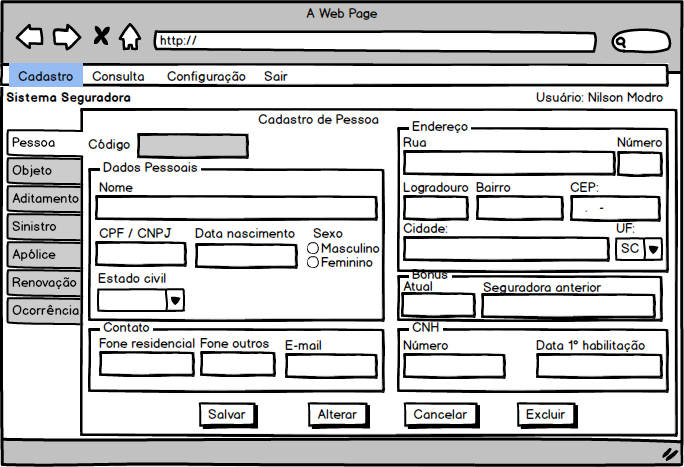 A Web Page
http://
Cadastro Consulta Configuração Sair
Sistema Seguradora Usuário: Nilson Modro
Pessoa
Objeto
Aditamento
Sinistro
Apólice
Renovação
Ocorrência
Cadastro de Pessoa
Código
Dados Pessoais
Nome
CPF / CNPJ Data nascimento Sexo
Masculino
Feminino
Estado civil
Contato
Fone residencial Fone outros E-mail
Endereço
Rua Número
Logradouro Bairro CEP:
. -
Cidade: UF:
SC
Bônus
Atual Seguradora anterior
CNH
Número Data 1º habilitação
Salvar Alterar Cancelar Excluir